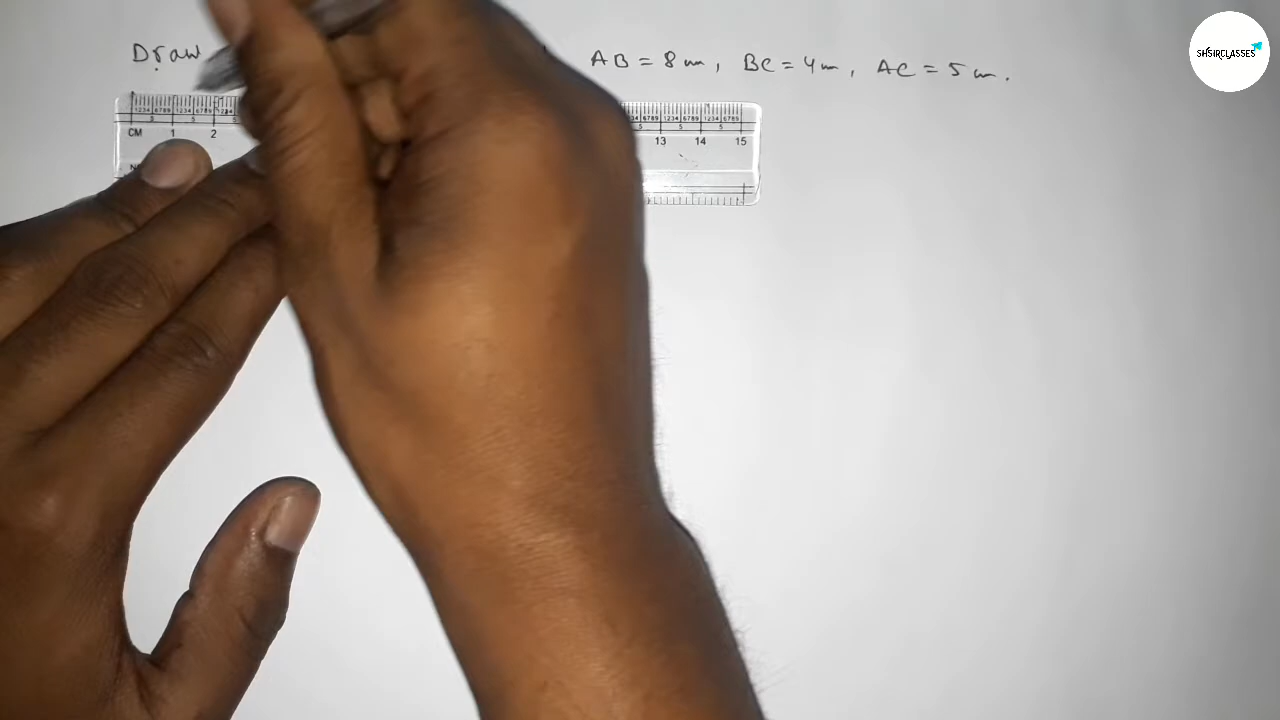 Draw AB = 8 cm, BC = 4 cm, AC = 5 cm.
SHSIRCLASSES
CM 1 2 13 14 15